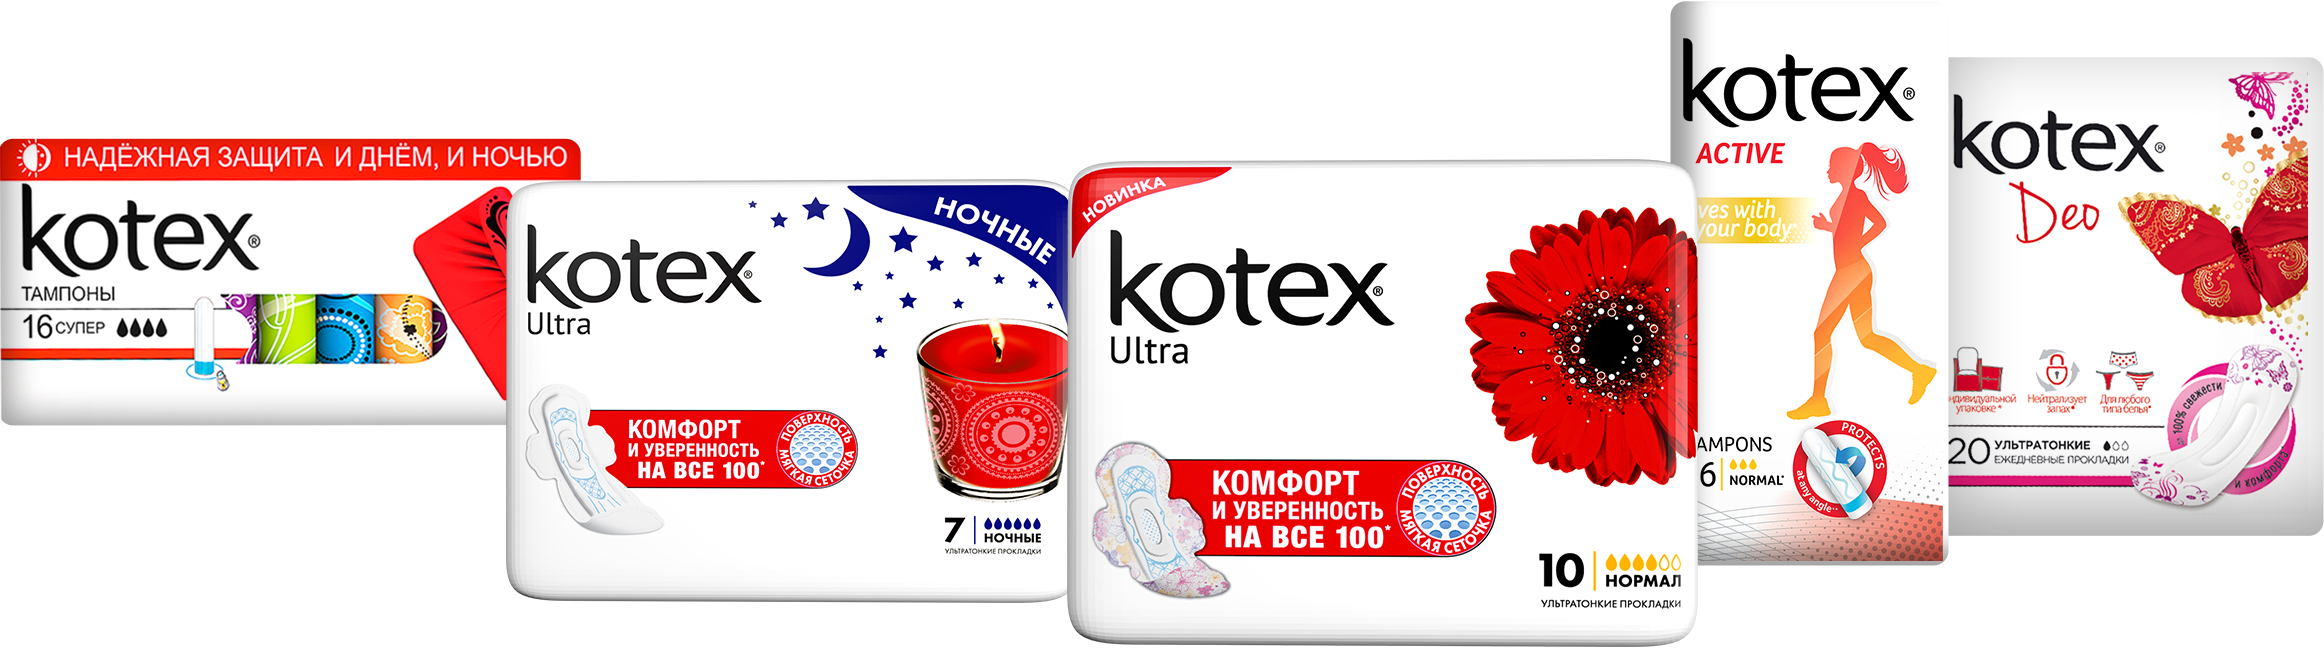 НАДЁЖНАЯ ЗАЩИТА И ДНЁМ, И НОЧЬЮ
kotex®
ТАМПОНЫ
16 СУПЕР
НОЧНЫЕ
kotex®
Ultra
КОМФОРТ
И УВЕРЕННОСТЬ
НА ВСЕ 100*
ПОВЕРХНОСТЬ
МЯГКАЯ СЕТОЧКА
7 НОЧНЫЕ
УЛЬТРАТОНКИЕ ПРОКЛАДКИ
НОВИНКА
kotex®
Ultra
КОМФОРТ
И УВЕРЕННОСТЬ
НА ВСЕ 100*
ПОВЕРХНОСТЬ
МЯГКАЯ СЕТОЧКА
10 НОРМАЛ
УЛЬТРАТОНКИЕ ПРОКЛАДКИ
kotex®
ACTIVE
ves with
your body
AMPONS
6 NORMAL*
PROTECTS
at any angle**
kotex®
Deo
ндивидуальной
упаковке*
Нейтрализует
запах*
Для любого
типа белья*
20 УЛЬТРАТОНКИЕ
ЕЖЕДНЕВНЫЕ ПРОКЛАДКИ
100% свежести
и комфорта